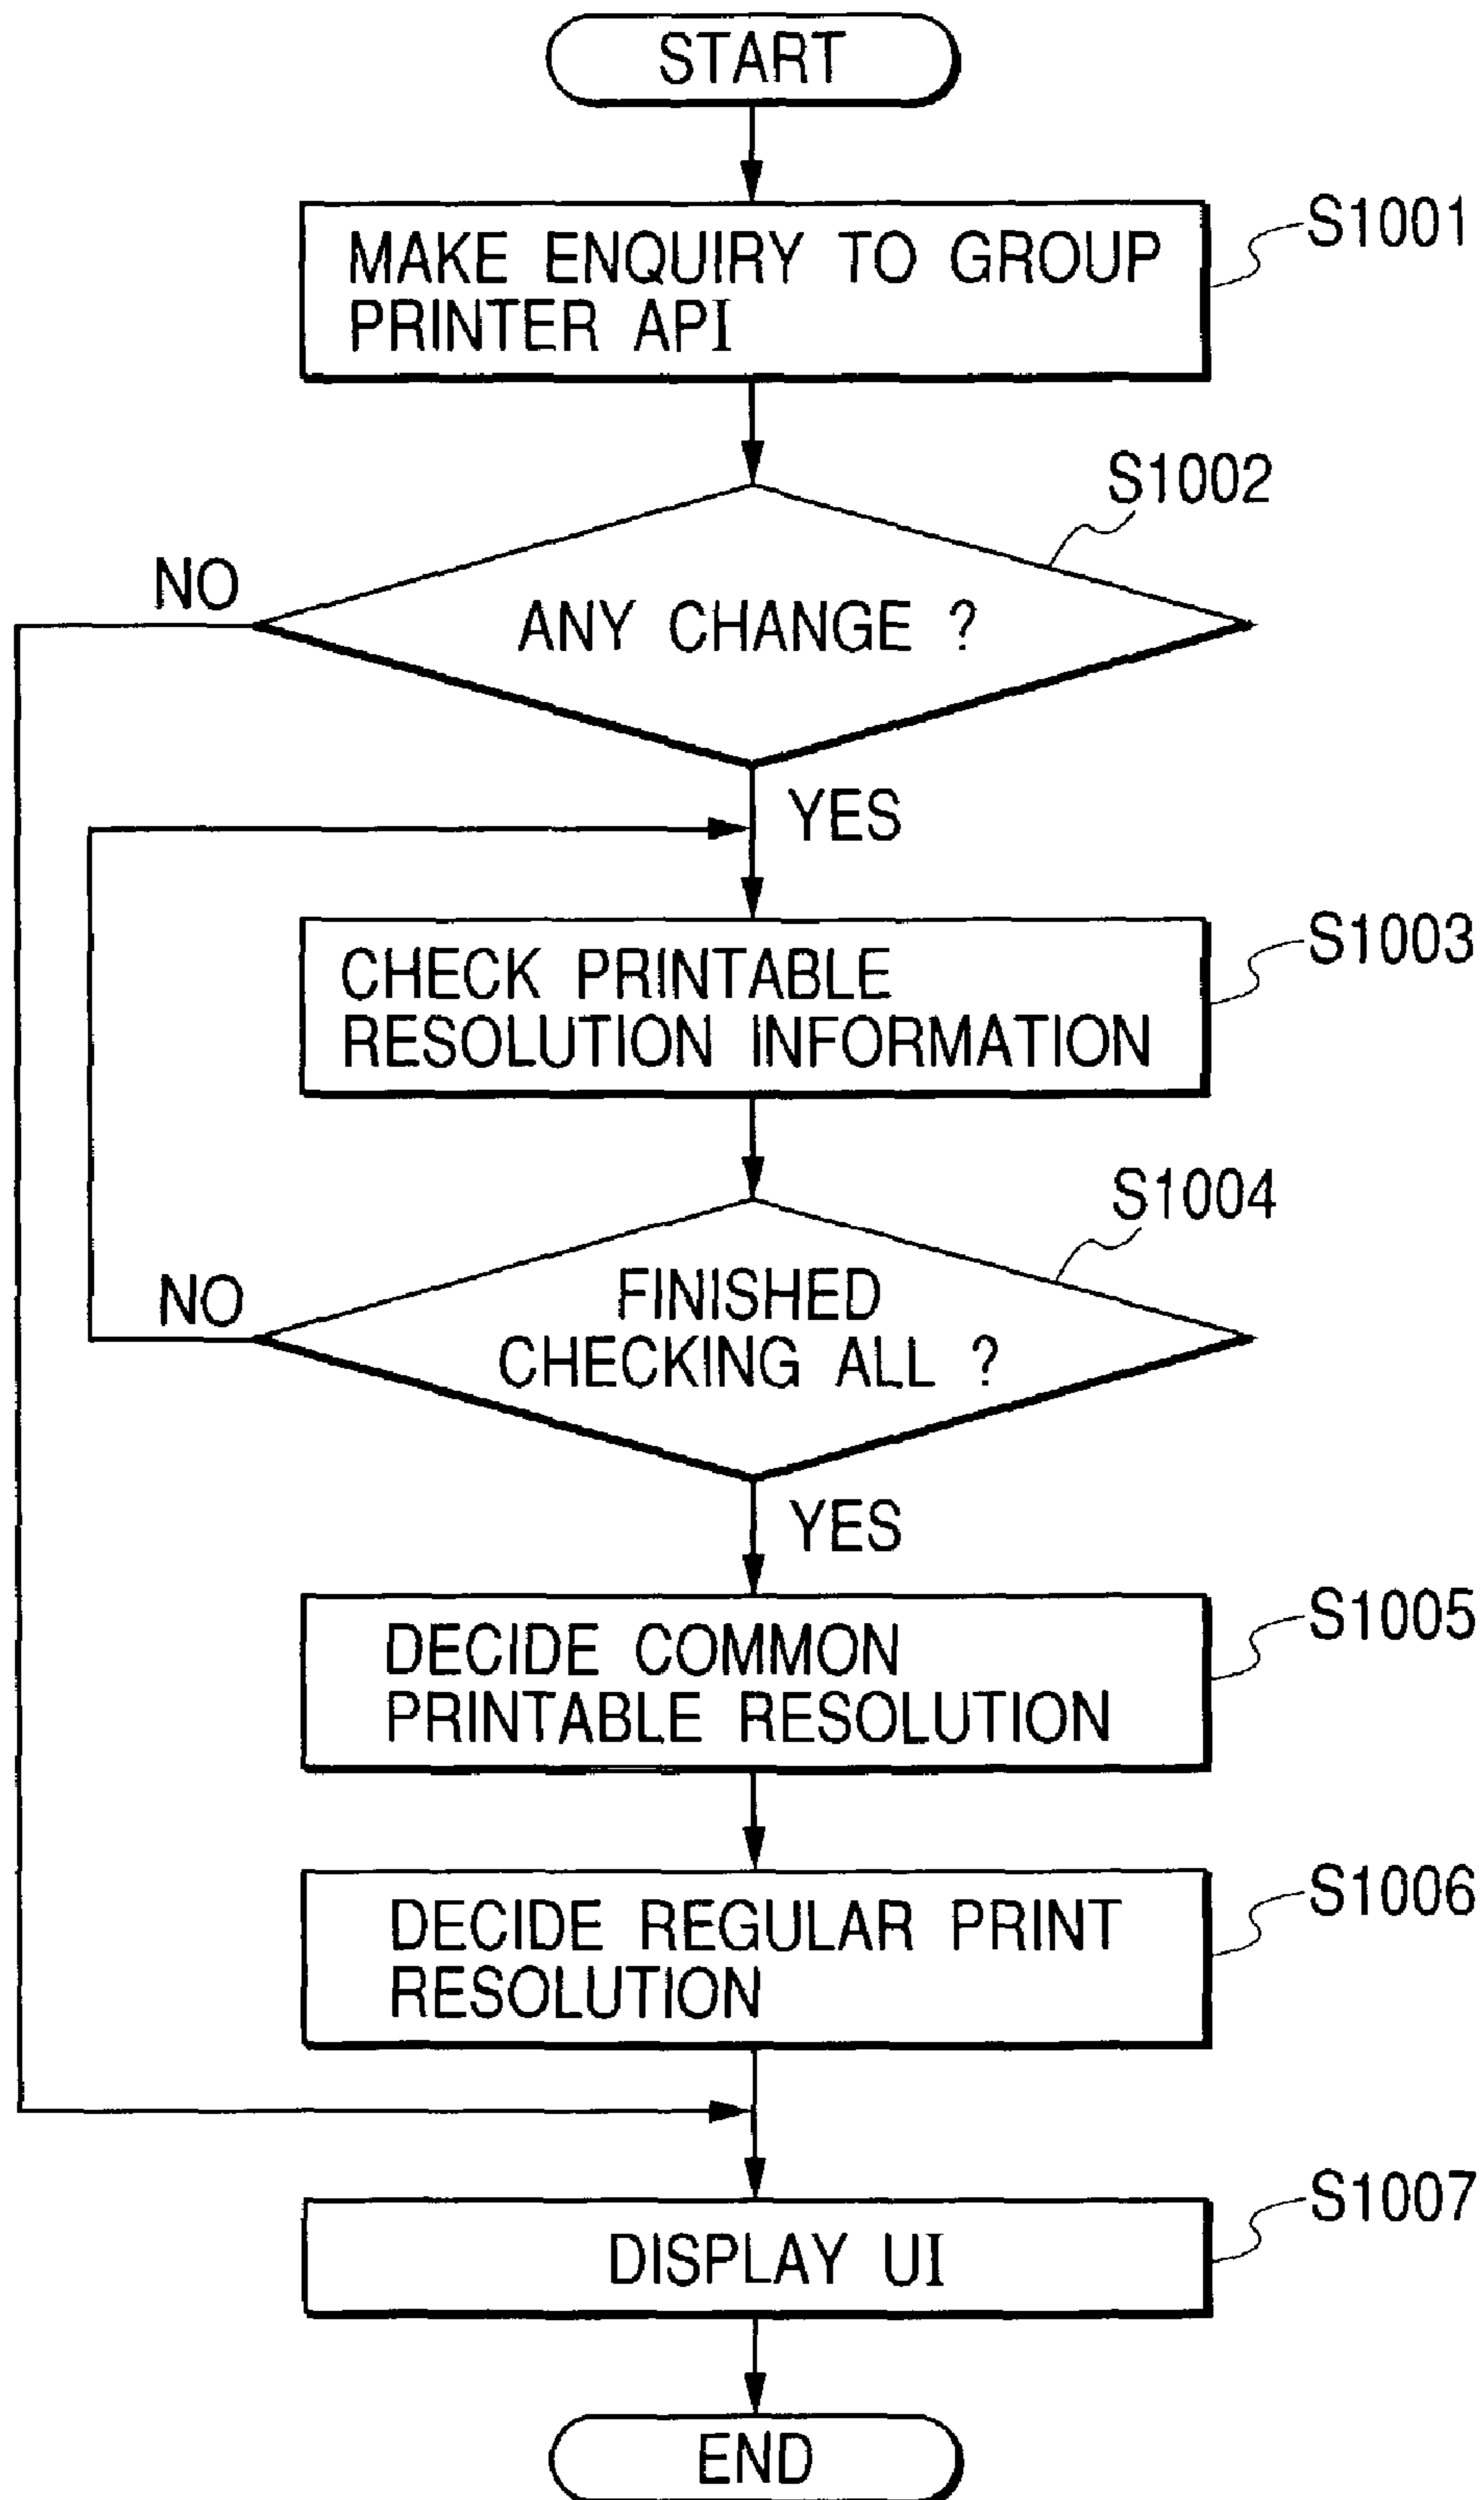 START
MAKE ENQUIRY TO GROUP
PRINTER API
S1001
S1002
NO
ANY CHANGE ?
YES
CHECK PRINTABLE
RESOLUTION INFORMATION
S1003
S1004
NO
FINISHED
CHECKING ALL ?
YES
DECIDE COMMON
PRINTABLE RESOLUTION
S1005
DECIDE REGULAR PRINT
RESOLUTION
S1006
DISPLAY UI
S1007
END